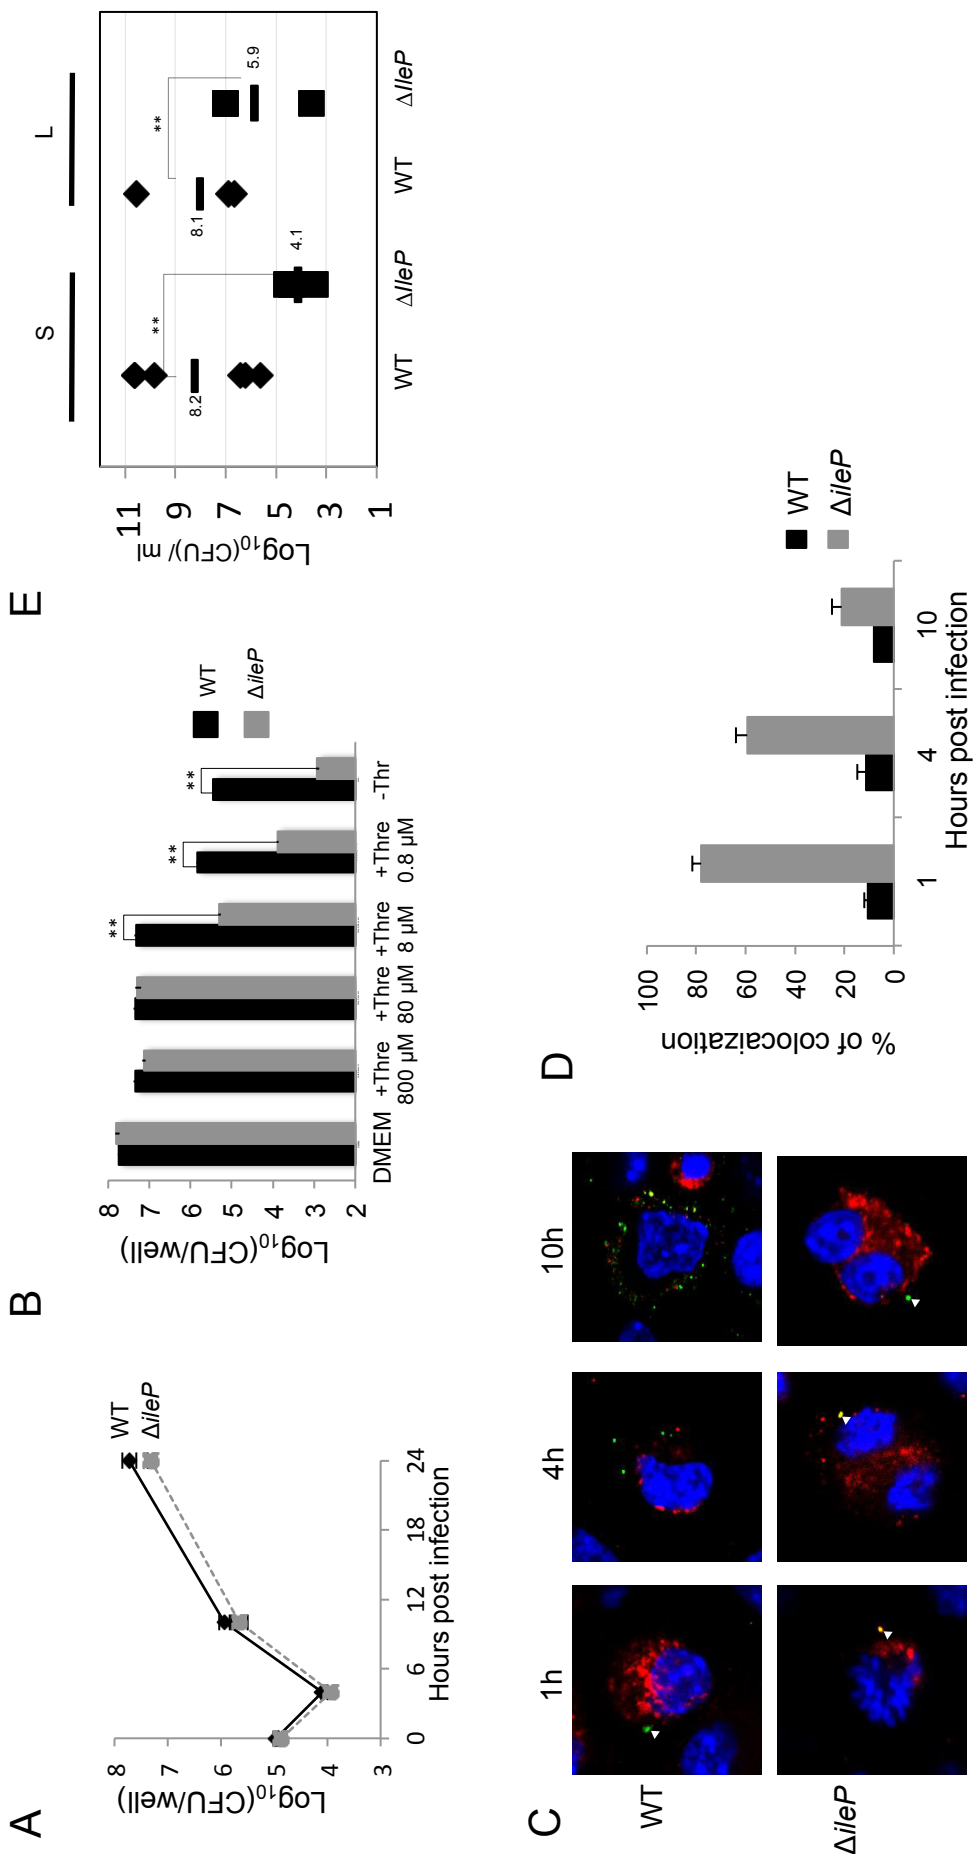 A
Log10(CFU/well)
8
7
6
5
4
3
0
6
12
18
24
Hours post infection
WT
ΔileP
B
Log10(CFU/well)
8
7
6
5
4
3
2
**
**
**
DMEM
+Thre
800 µM
+Thre
80 µM
+Thre
8 µM
+Thre
0.8 µM
-Thr
WT
ΔileP
E
S
L
Log10(CFU)/ ml
11
9
7
5
3
1
**
**
8.2
4.1
8.1
5.9
WT
ΔIleP
WT
ΔIleP
C
1h
4h
10h
WT
ΔileP
D
% of colocaization
100
80
60
40
20
0
1
4
10
Hours post infection
WT
ΔileP